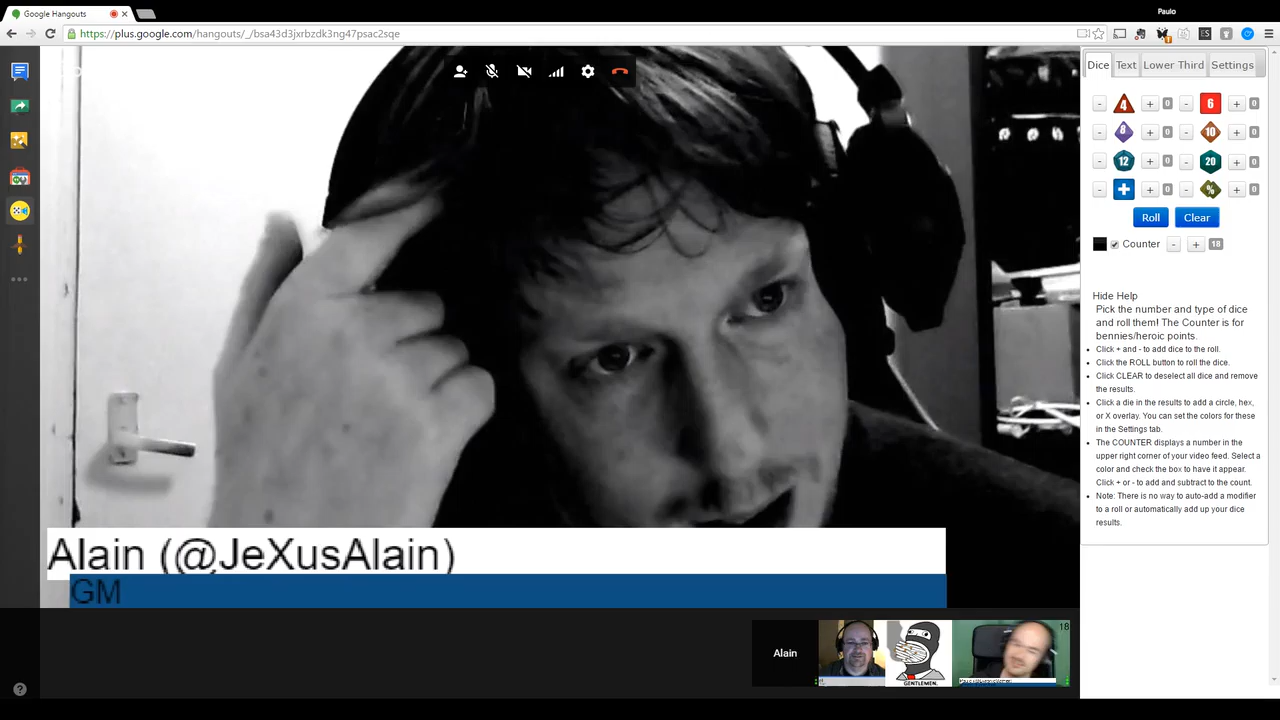 Paulo
Google Hangouts
https://plus.google.com/hangouts/_/bsa43d3jxrbzdk3ng47psac2sqe
ES
Dice Text Lower Third Settings
- 4 + 0 - 6 + 0
- 8 + 0 - 10 + 0
- 12 + 0 - 20 + 0
- + + 0 - % + 0
Roll Clear
Counter - + 18
Hide Help
Pick the number and type of dice
and roll them! The Counter is for
bennies/heroic points.
• Click + and - to add dice to the roll.
• Click the ROLL button to roll the dice.
• Click CLEAR to deselect all dice and remove
the results.
• Click a die in the results to add a circle, hex,
or X overlay. You can set the colors for these
in the Settings tab.
• The COUNTER displays a number in the
upper right corner of your video feed. Select a
color and check the box to have it appear.
Click + or - to add and subtract to the count.
• Note: There is no way to auto-add a modifier
to a roll or automatically add up your dice
results.
Alain (@JeXusAlain)
GM
Alain
GENTLEMEN.
18